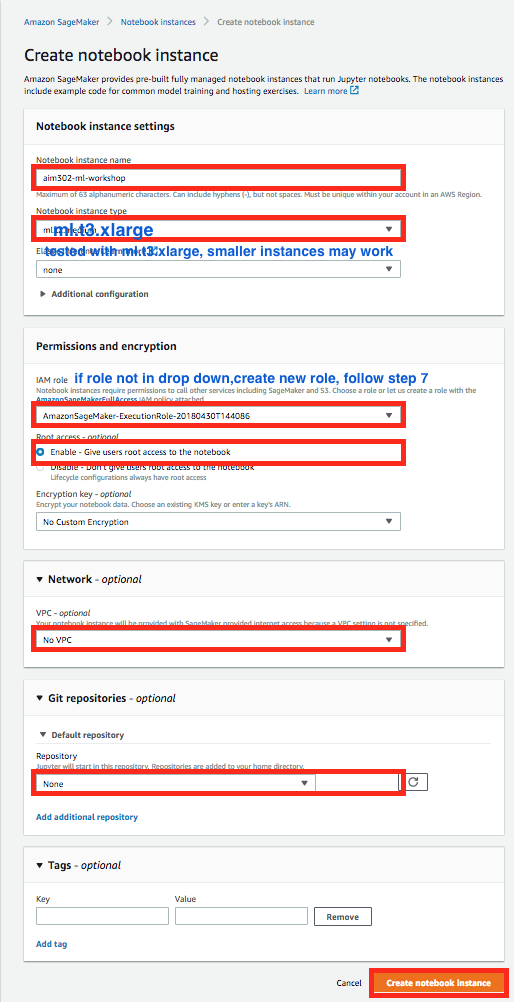 Amazon SageMaker > Notebook instances > Create notebook instance
Create notebook instance
Amazon SageMaker provides pre-built fully managed notebook instances that run Jupyter notebooks. The notebook instances
include example code for common model training and hosting exercises. Learn more
Notebook instance settings
Notebook instance name
aim302-ml-workshop
Maximum of 63 alphanumeric characters. Can include hyphens (-), but not spaces. Must be unique within your account in an AWS Region.
Notebook instance type
ml.t3.xlarge
tested with ml.t3.xlarge, smaller instances may work
none
Additional configuration
Permissions and encryption
IAM role if role not in drop down,create new role, follow step 7
Notebook instances require permissions to call other services including SageMaker and S3. Choose a role or let us create a role with the
AmazonSageMakerFullAccess IAM policy attached.
AmazonSageMaker-ExecutionRole-20180430T144086
Root access - optional
Enable - Give users root access to the notebook
Disable - Don't give users root access to the notebook
Lifecycle configurations always have root access
Encryption key - optional
Encrypt your notebook data. Choose an existing KMS key or enter a key's ARN.
No Custom Encryption
Network - optional
VPC - optional
Your notebook instance will be provided with SageMaker provided internet access because a VPC setting is not specified.
No VPC
Git repositories - optional
Default repository
Repository
Jupyter will start in this repository. Repositories are added to your home directory.
None
Add additional repository
Tags - optional
Key Value
Remove
Add tag
Cancel Create notebook instance